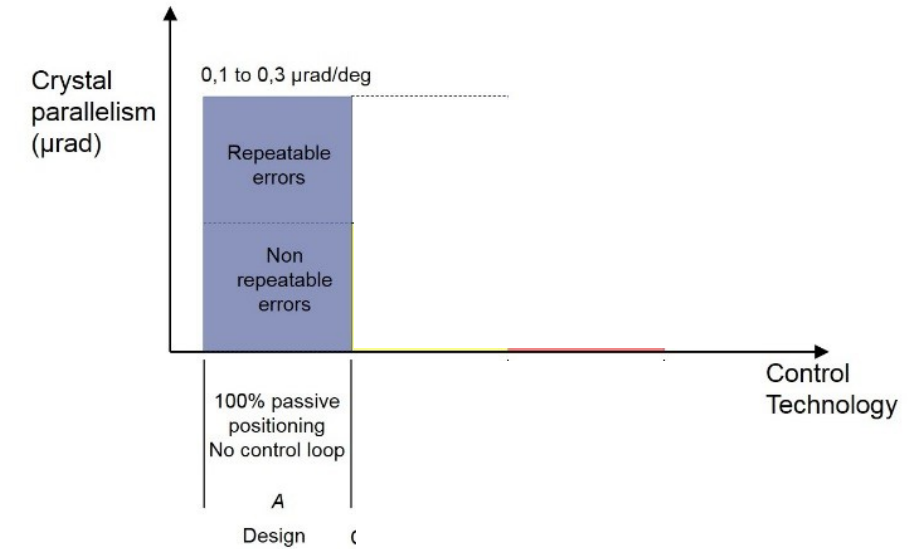 0,1 to 0,3 µrad/deg
Crystal
parallelism
(µrad)
Repeatable
errors
Non
repeatable
errors
Control
Technology
100% passive
positioning
No control loop
A
Design